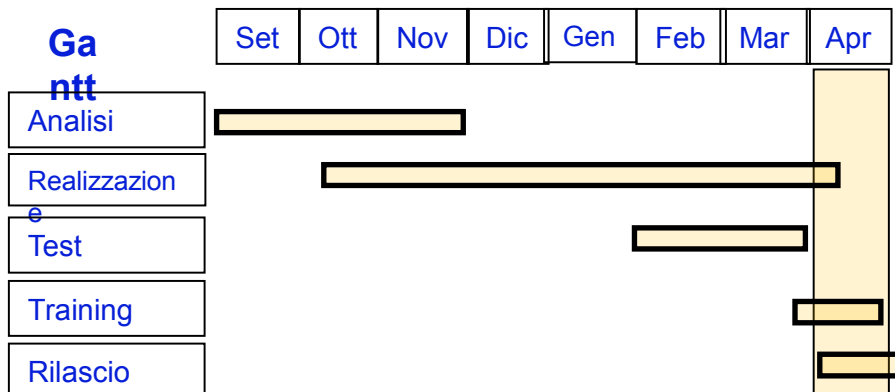 Ga
ntt
Set Ott Nov Dic Gen Feb Mar Apr
Analisi
Realizzazion
e
Test
Training
Rilascio